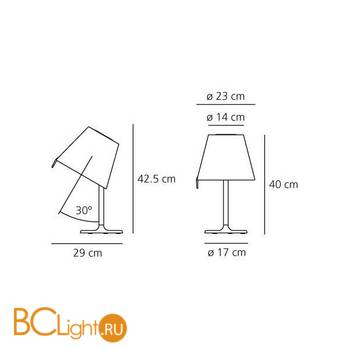 ø 23 cm
ø 14 cm
42.5 cm
40 cm
30°
29 cm
ø 17 cm
BCLight.RU